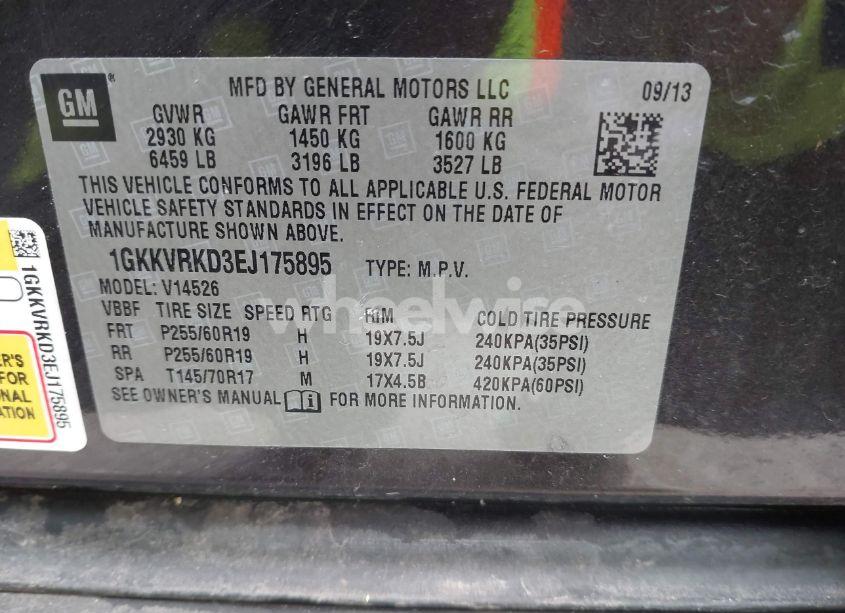 GM
MFD BY GENERAL MOTORS LLC 09/13
GVWR GAWR FRT GAWR RR
2930 KG 1450 KG 1600 KG
6459 LB 3196 LB 3527 LB
THIS VEHICLE CONFORMS TO ALL APPLICABLE U.S. FEDERAL MOTOR
VEHICLE SAFETY STANDARDS IN EFFECT ON THE DATE OF
MANUFACTURE SHOWN ABOVE.
1GKKVRKD3EJ175895 TYPE: M.P.V.
MODEL: V14526
VBBF TIRE SIZE SPEED RTG RIM COLD TIRE PRESSURE
FRT P255/60R19 H 19X7.5J 240KPA(35PSI)
RR P255/60R19 H 19X7.5J 240KPA(35PSI)
SPA T145/70R17 M 17X4.5B 420KPA(60PSI)
SEE OWNER'S MANUAL FOR MORE INFORMATION.
wheelwise
1GKKVRKD3EJ175895
ER'S
FOR
ONAL
ATION